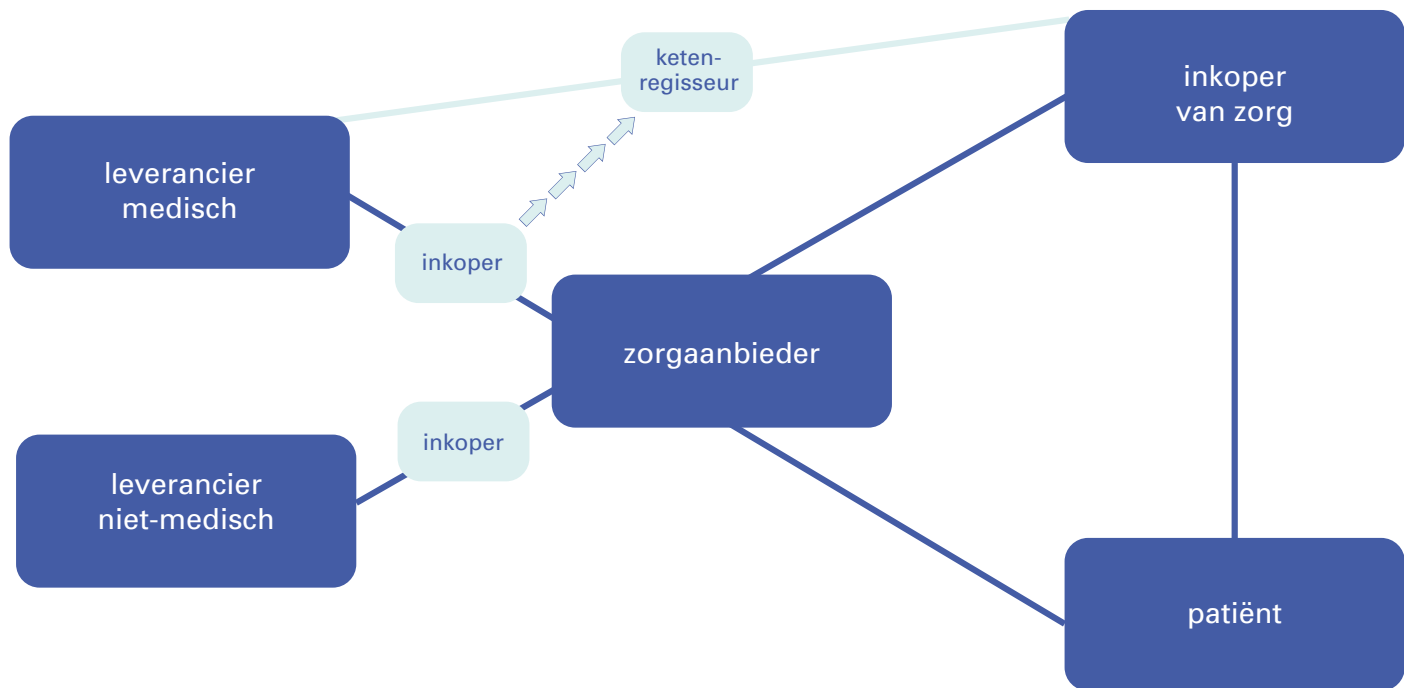 keten-
regisseur
inkoper
van zorg
leverancier
medisch
inkoper
zorgaanbieder
inkoper
leverancier
niet-medisch
patiënt